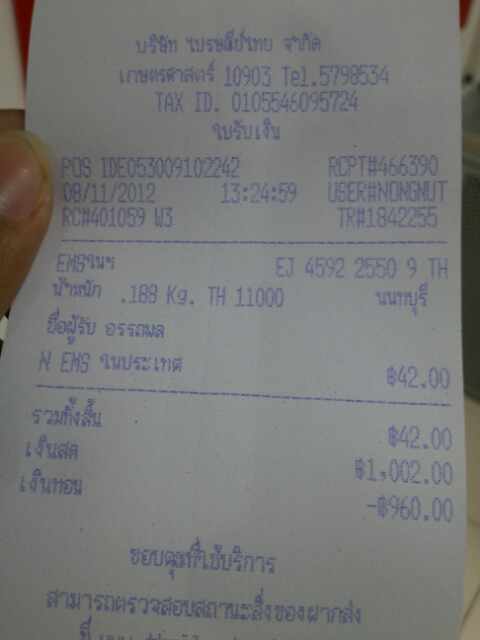 บริษัท ไปรษณีย์ไทย จำกัด
เกษตรศาสตร์ 10903 Tel.5798534
TAX ID. 0105546095724
ใบรับเงิน
POS IDE053009102242 RCPT#466390
08/11/2012 13:24:59 USER#NONGNUT
RC#401059 W3 TR#1842255
EMSในฯ EJ 4592 2550 9 TH
น้ำหนัก .188 Kg. TH 11000 นนทบุรี
ชื่อผู้รับ อรรถพล
N EMS ในประเทศ ฿42.00
รวมทั้งสิ้น ฿42.00
เงินสด ฿1,002.00
เงินทอน -฿960.00
ขอบคุณที่ใช้บริการ
สามารถตรวจสอบสถานะสิ่งของฝากส่ง
ที่